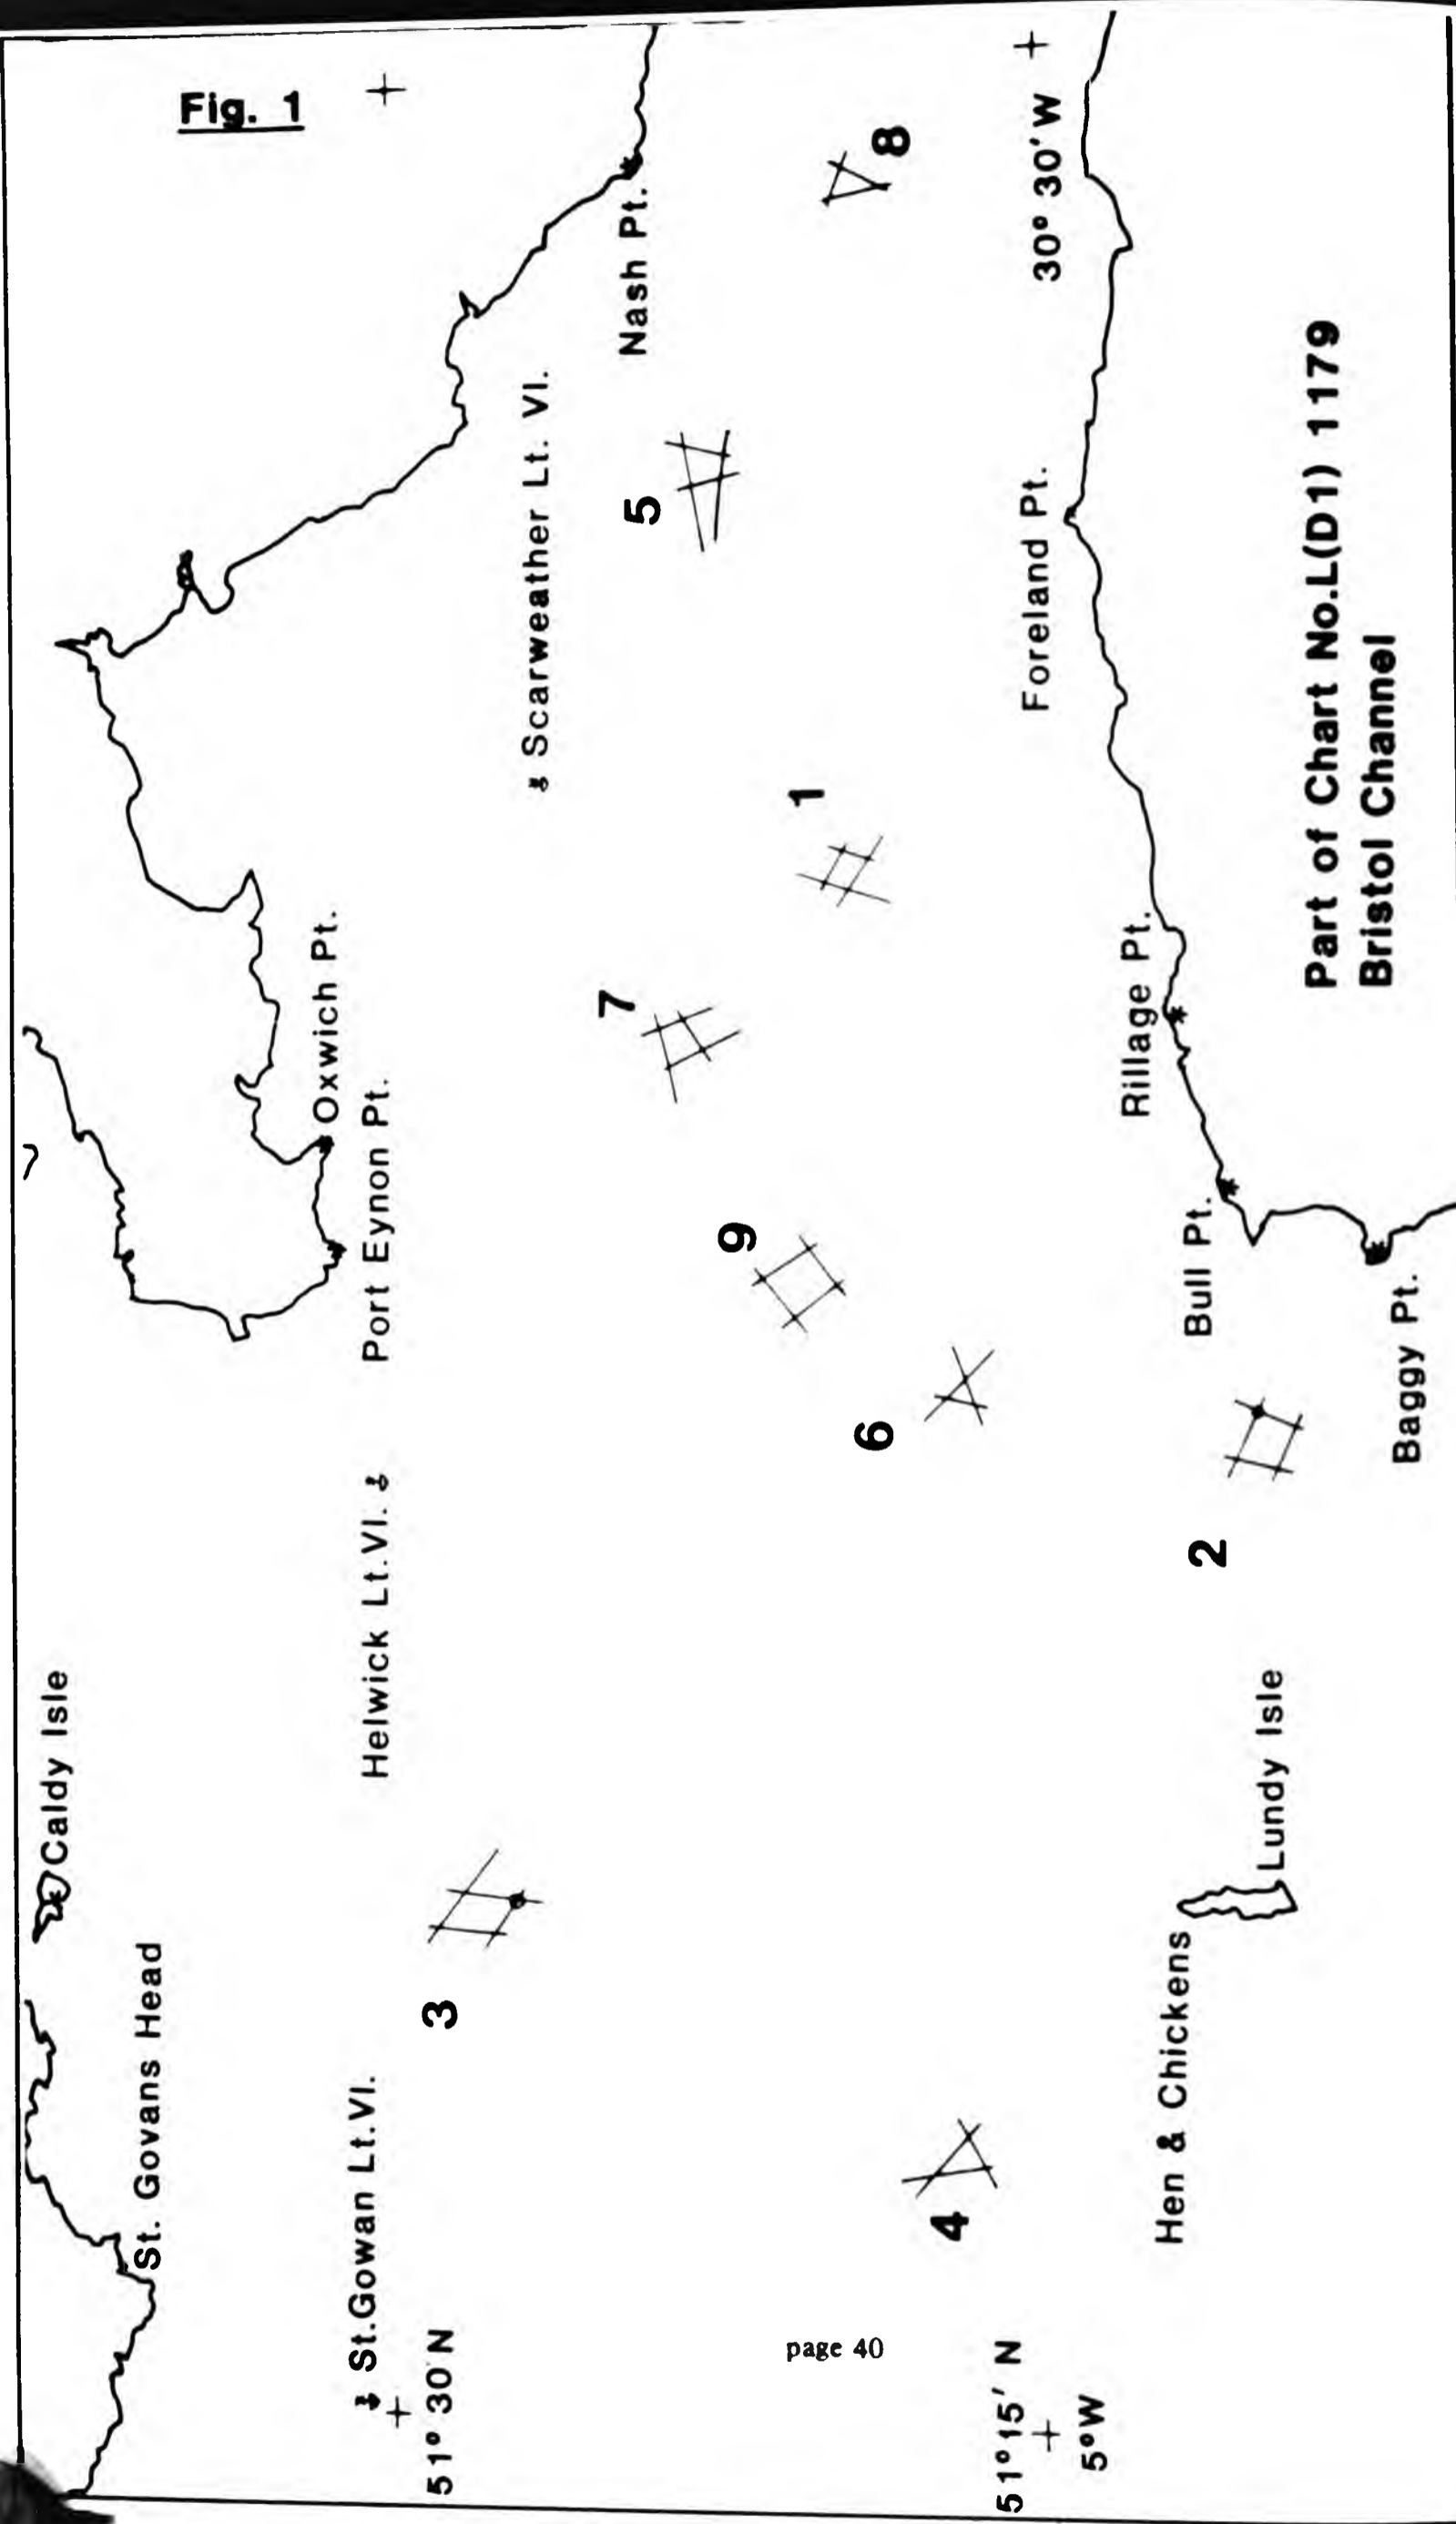 Fig. 1
Caldy Isle
St. Govans Head
St.Gowan Lt.Vl.
51° 30'N
Helwick Lt.Vl.
Port Eynon Pt.
Oxwich Pt.
Scarweather Lt. Vl.
Nash Pt.
3
7
5
9
1
8
6
4
51°15' N
5°W
Hen & Chickens
Lundy Isle
2
Bull Pt.
Baggy Pt.
Rillage Pt.
Foreland Pt.
30° 30'W
Part of Chart No.L(D1) 1179
Bristol Channel
page 40